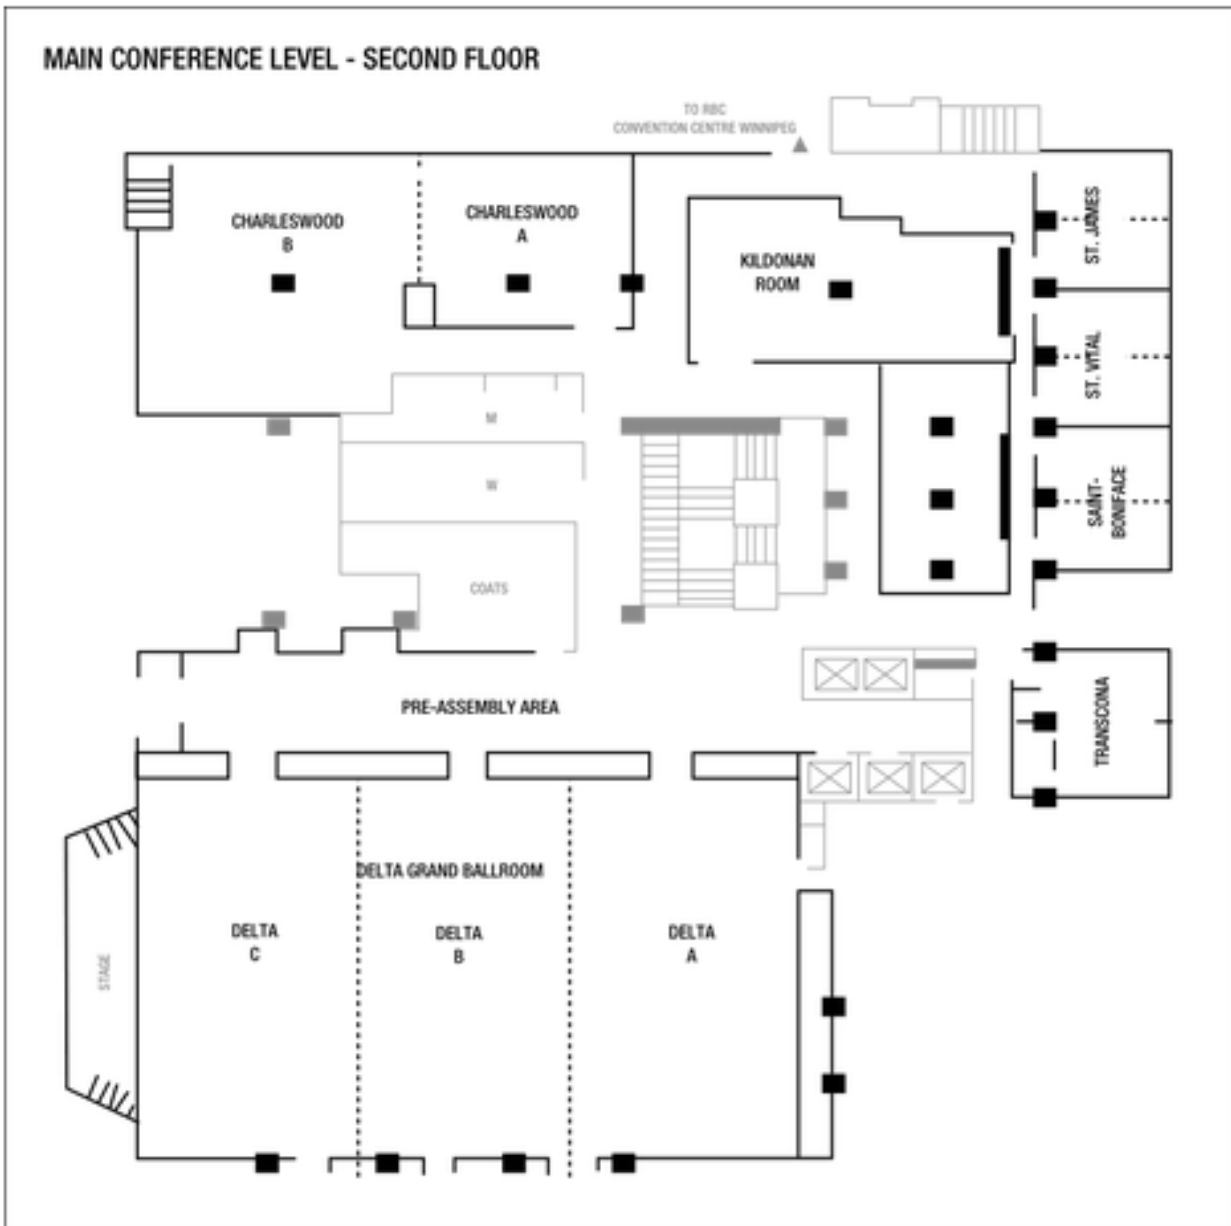 MAIN CONFERENCE LEVEL - SECOND FLOOR
TO RBC
CONVENTION CENTRE WINNIPEG
CHARLESWOOD
B
CHARLESWOOD
A
KILDONAN
ROOM
ST. JAMES
ST. VITAL
SAINT-
BONIFACE
M
W
COATS
PRE-ASSEMBLY AREA
TRANSCONA
DELTA GRAND BALLROOM
DELTA
C
DELTA
B
DELTA
A
STAGE